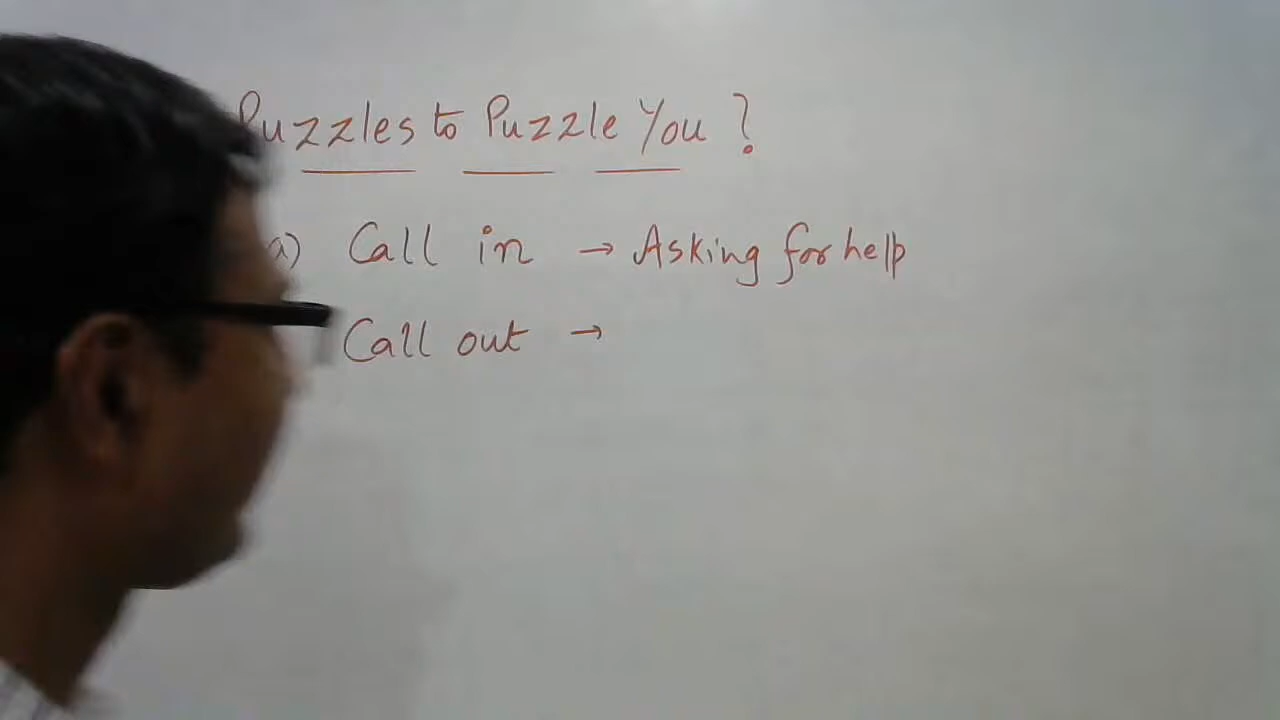 Puzzles to Puzzle You ?
a) Call in → Asking for help
Call out →